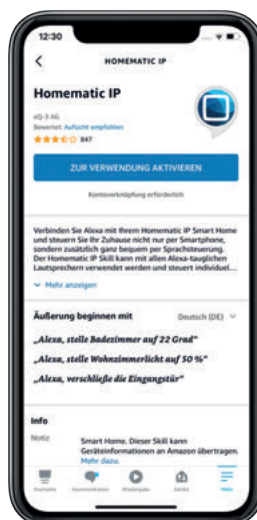 12:30
HOMEMATIC IP
Homematic IP
eQ-3 AG
Bewertet: Aufsicht empfohlen
847
ZUR VERWENDUNG AKTIVIEREN
Kontoverknüpfung erforderlich
Verbinden Sie Alexa mit Ihrem Homematic IP Smart Home
und steuern Sie Ihr Zuhause nicht nur per Smartphone,
sondern zusätzlich ganz bequem per Sprachsteuerung.
Der Homematic IP Skill kann mit allen Alexa-tauglichen
Lautsprechern verwendet werden und steuert individuel...
Mehr anzeigen
Äußerung beginnen mit Deutsch (DE)
„Alexa, stelle Badezimmer auf 22 Grad“
„Alexa, stelle Wohnzimmerlicht auf 50 %“
„Alexa, verschließe die Eingangstür“
Info
Notiz Smart Home. Dieser Skill kann
Geräteinformationen an Amazon übertragen.
Mehr dazu.
Startseite Kommunikation Wiedergabe Geräte Mehr